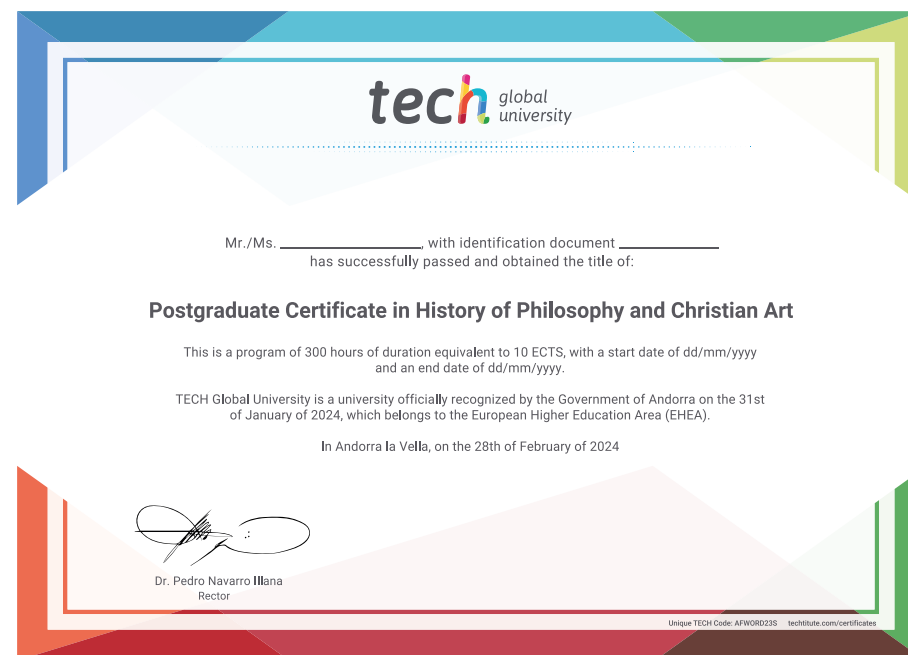 tech global university
Mr./Ms. ____________________, with identification document ______________
has successfully passed and obtained the title of:
Postgraduate Certificate in History of Philosophy and Christian Art
This is a program of 300 hours of duration equivalent to 10 ECTS, with a start date of dd/mm/yyyy
and an end date of dd/mm/yyyy.
TECH Global University is a university officially recognized by the Government of Andorra on the 31st
of January of 2024, which belongs to the European Higher Education Area (EHEA).
In Andorra la Vella, on the 28th of February of 2024
Dr. Pedro Navarro Illana
Rector
Unique TECH Code: AFWORD23S techtitute.com/certificates